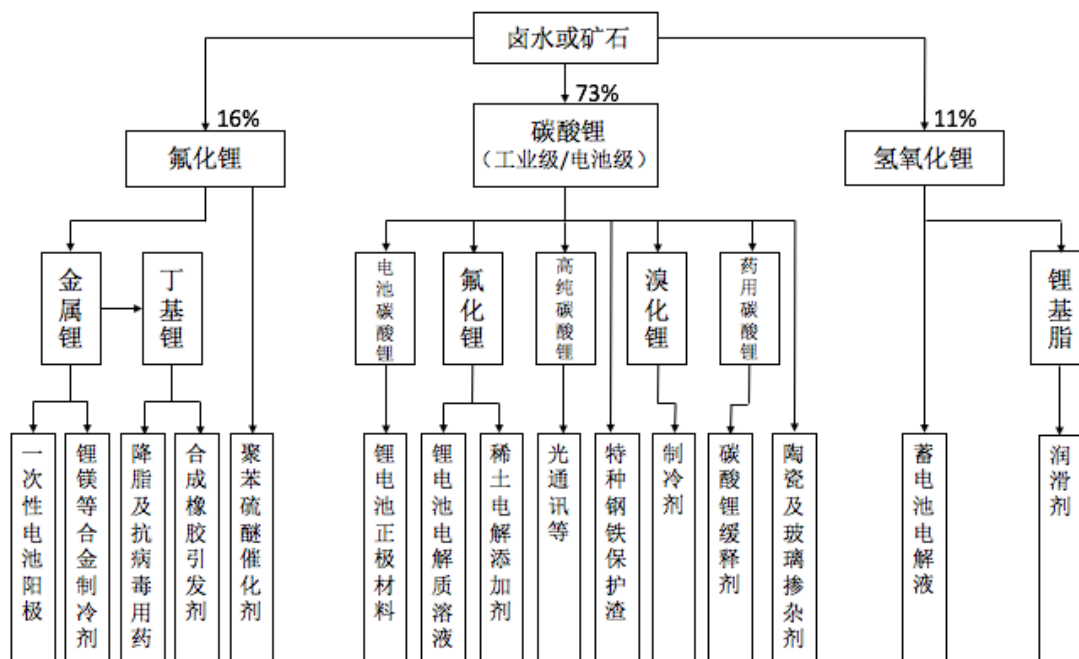 卤水或矿石
16%
73%
11%
氟化锂
碳酸锂
（工业级/电池级）
氢氧化锂
金属锂
丁基锂
电池碳酸锂
氟化锂
高纯碳酸锂
溴化锂
药用碳酸锂
锂基脂
一次性电池阳极
锂镁等合金制冷剂
降脂及抗病毒用药
合成橡胶引发剂
聚苯硫醚催化剂
锂电池正极材料
锂电池电解质溶液
稀土电解添加剂
光通讯等
特种钢铁保护渣
制冷剂
碳酸锂缓释剂
陶瓷及玻璃掺杂剂
蓄电池电解液
润滑剂